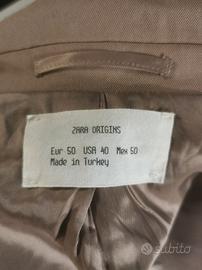 ZARA ORIGINS
Eur 50 USA 40 Mex 50
Made in Turkey
subito